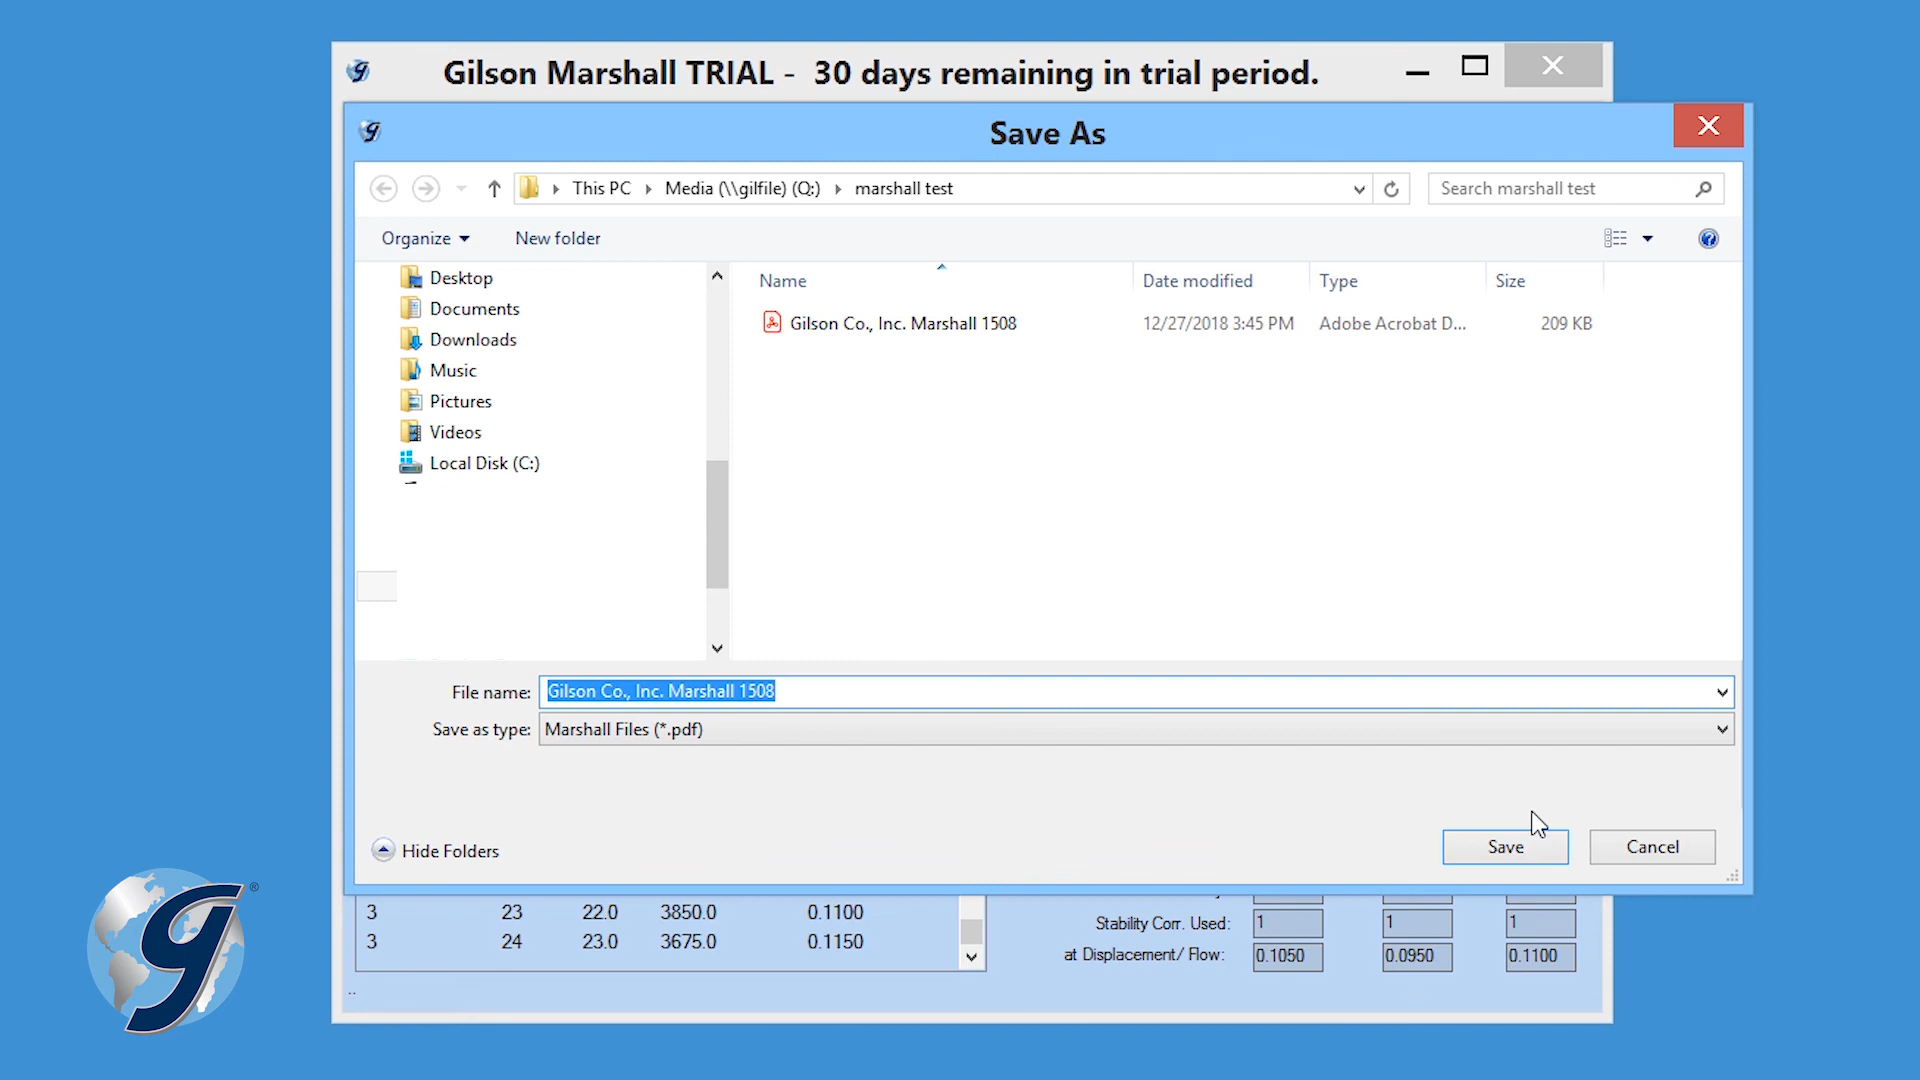 Gilson Marshall TRIAL - 30 days remaining in trial period.
Save As
This PC Media (\\gilfile) (Q:) marshall test
Search marshall test
Organize New folder
Desktop
Documents
Downloads
Music
Pictures
Videos
Local Disk (C:)
Name Date modified Type Size
Gilson Co., Inc. Marshall 1508 12/27/2018 3:45 PM Adobe Acrobat D... 209 KB
File name: Gilson Co., Inc. Marshall 1508
Save as type: Marshall Files (*.pdf)
Hide Folders
Save Cancel
3 23 22.0 3850.0 0.1100
3 24 23.0 3675.0 0.1150
Stability Corr. Used: 1 1 1
at Displacement/ Flow: 0.1050 0.0950 0.1100
..
g ®